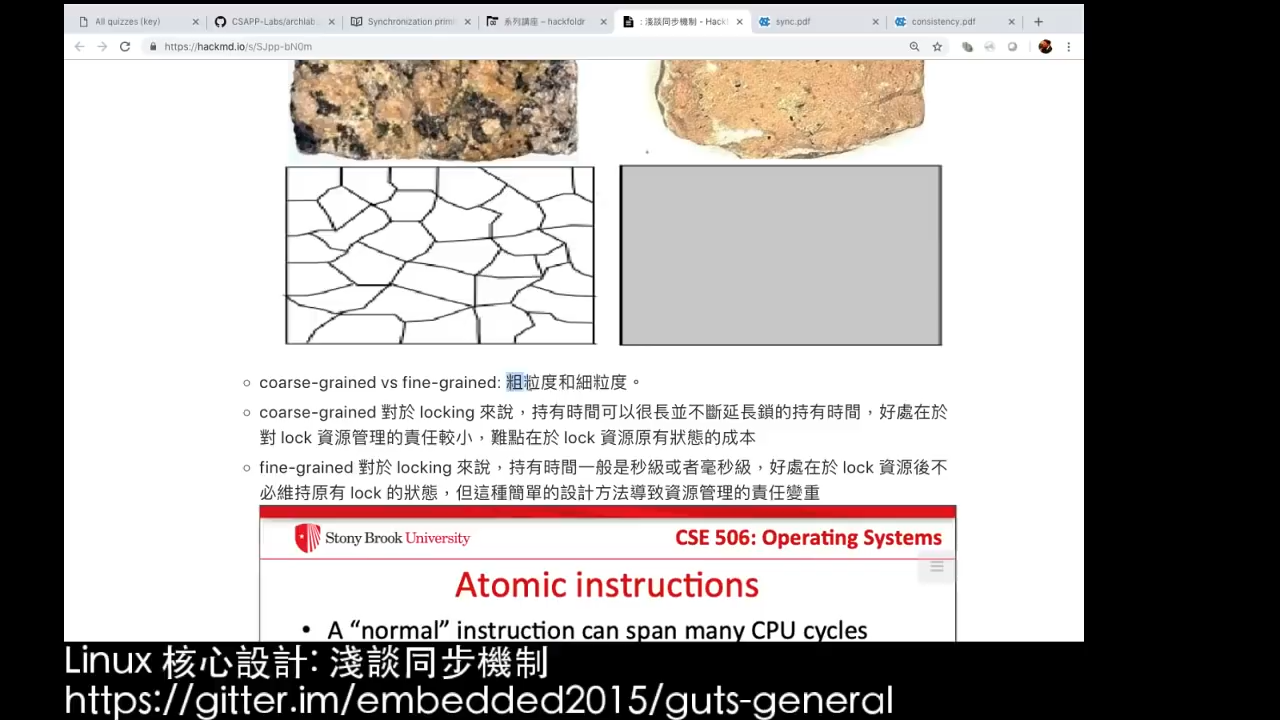 All quizzes (key)
CSAPP-Labs/archlab
Synchronization primi
系列講座 – hackfoldr
: 淺談同步機制 - Hack
sync.pdf
consistency.pdf
https://hackmd.io/s/SJpp-bN0m
coarse-grained vs fine-grained: 粗粒度和細粒度。
coarse-grained 對於 locking 來說，持有時間可以很長並不斷延長鎖的持有時間，好處在於
對 lock 資源管理的責任較小，難點在於 lock 資源原有狀態的成本
fine-grained 對於 locking 來說，持有時間一般是秒級或者毫秒級，好處在於 lock 資源後不
必維持原有 lock 的狀態，但這種簡單的設計方法導致資源管理的責任變重
Stony Brook University
CSE 506: Operating Systems
Atomic instructions
• A “normal” instruction can span many CPU cycles
Linux 核心設計: 淺談同步機制
https://gitter.im/embedded2015/guts-general